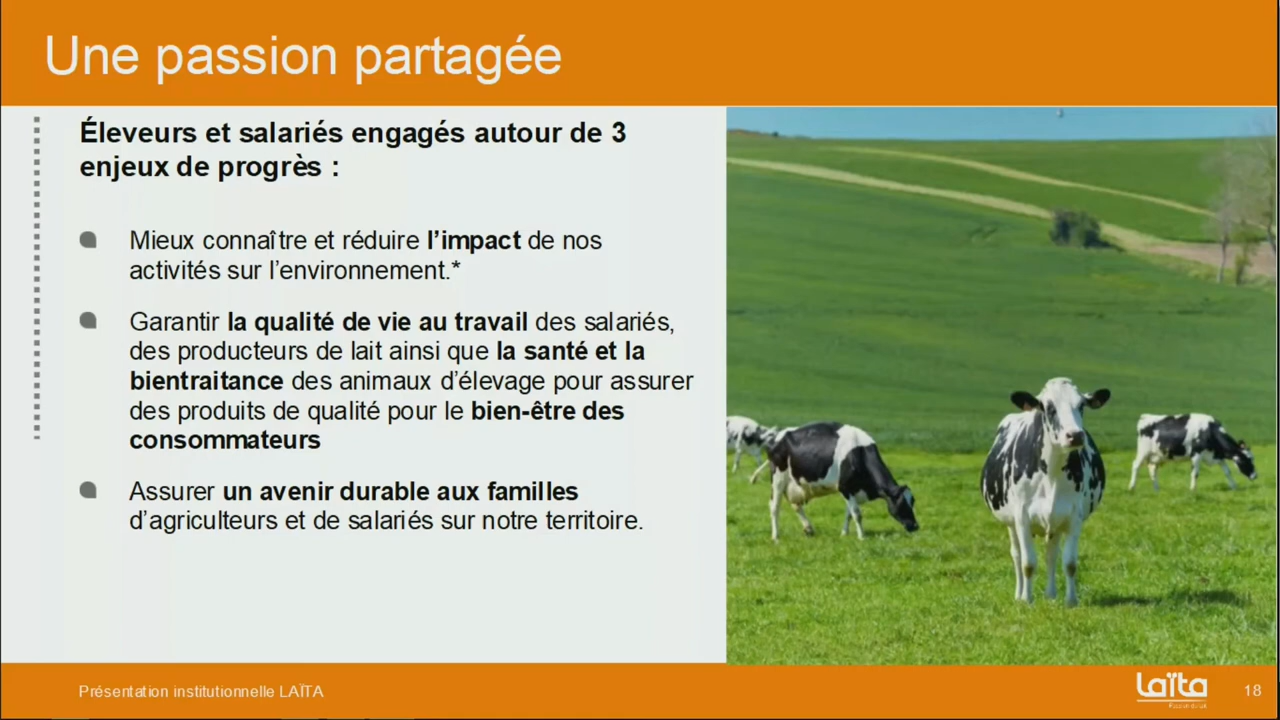 Une passion partagée
Éleveurs et salariés engagés autour de 3
enjeux de progrès :
Mieux connaître et réduire l’impact de nos
activités sur l’environnement.*
Garantir la qualité de vie au travail des salariés,
des producteurs de lait ainsi que la santé et la
bientraitance des animaux d’élevage pour assurer
des produits de qualité pour le bien-être des
consommateurs
Assurer un avenir durable aux familles
d’agriculteurs et de salariés sur notre territoire.
Présentation institutionnelle LAÏTA
Laïta
18